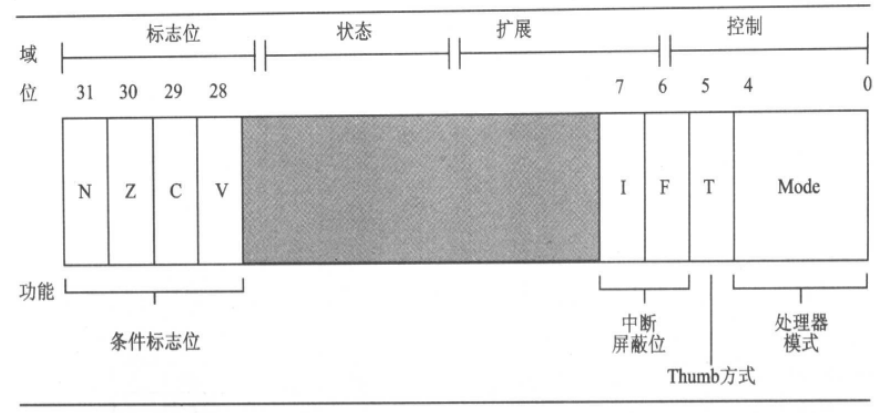 域 标志位 状态 扩展 控制
位 31 30 29 28 7 6 5 4 0
N Z C V I F T Mode
功能
条件标志位 中断 处理器
屏蔽位 模式
Thumb方式